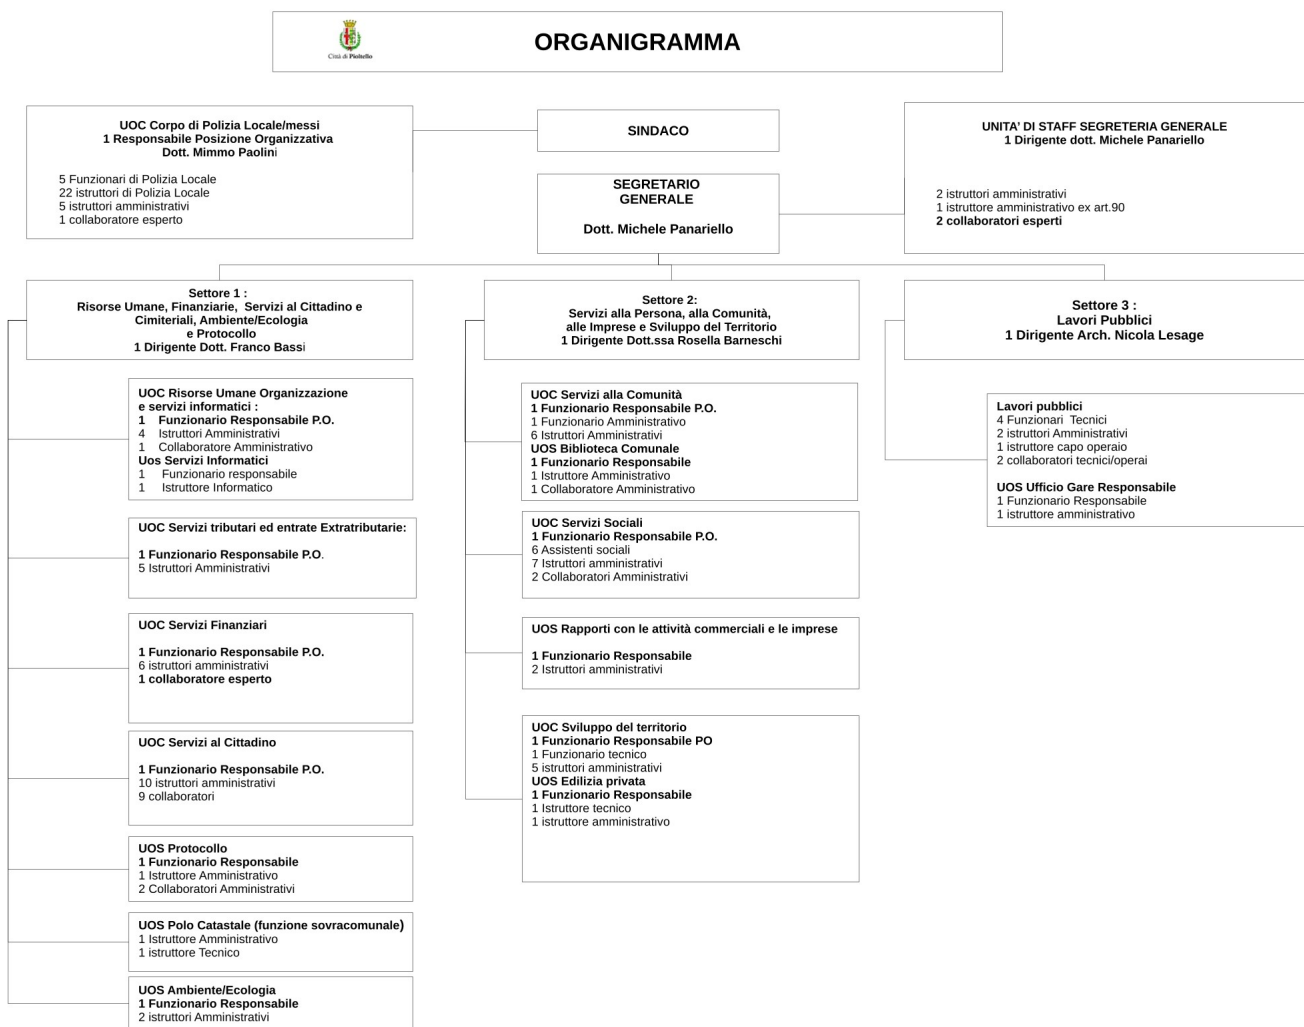 ORGANIGRAMMA
Città di Pioltello
UOC Corpo di Polizia Locale/messi
1 Responsabile Posizione Organizzativa
Dott. Mimmo Paolini
5 Funzionari di Polizia Locale
22 istruttori di Polizia Locale
5 istruttori amministrativi
1 collaboratore esperto
SINDACO
SEGRETARIO
GENERALE
Dott. Michele Panariello
UNITA' DI STAFF SEGRETERIA GENERALE
1 Dirigente dott. Michele Panariello
2 istruttori amministrativi
1 istruttore amministrativo ex art.90
2 collaboratori esperti
Settore 1 :
Risorse Umane, Finanziarie, Servizi al Cittadino e
Cimiteriali, Ambiente/Ecologia
e Protocollo
1 Dirigente Dott. Franco Bassi
UOC Risorse Umane Organizzazione
e servizi informatici :
1 Funzionario Responsabile P.O.
4 Istruttori Amministrativi
1 Collaboratore Amministrativo
Uos Servizi Informatici
1 Funzionario responsabile
1 Istruttore Informatico
UOC Servizi tributari ed entrate Extratributarie:
1 Funzionario Responsabile P.O.
5 Istruttori Amministrativi
UOC Servizi Finanziari
1 Funzionario Responsabile P.O.
6 istruttori amministrativi
1 collaboratore esperto
UOC Servizi al Cittadino
1 Funzionario Responsabile P.O.
10 istruttori amministrativi
9 collaboratori
UOS Protocollo
1 Funzionario Responsabile
1 Istruttore Amministrativo
2 Collaboratori Amministrativi
UOS Polo Catastale (funzione sovracomunale)
1 Istruttore Amministrativo
1 istruttore Tecnico
UOS Ambiente/Ecologia
1 Funzionario Responsabile
2 istruttori Amministrativi
Settore 2:
Servizi alla Persona, alla Comunità,
alle Imprese e Sviluppo del Territorio
1 Dirigente Dott.ssa Rosella Barneschi
UOC Servizi alla Comunità
1 Funzionario Responsabile P.O.
1 Funzionario Amministrativo
6 Istruttori Amministrativi
UOS Biblioteca Comunale
1 Funzionario Responsabile
1 Istruttore Amministrativo
1 Collaboratore Amministrativo
UOC Servizi Sociali
1 Funzionario Responsabile P.O.
6 Assistenti sociali
7 Istruttori amministrativi
2 Collaboratori Amministrativi
UOS Rapporti con le attività commerciali e le imprese
1 Funzionario Responsabile
2 Istruttori amministrativi
UOC Sviluppo del territorio
1 Funzionario Responsabile PO
1 Funzionario tecnico
5 istruttori amministrativi
UOS Edilizia privata
1 Funzionario Responsabile
1 Istruttore tecnico
1 istruttore amministrativo
Settore 3 :
Lavori Pubblici
1 Dirigente Arch. Nicola Lesage
Lavori pubblici
4 Funzionari Tecnici
2 istruttori Amministrativi
1 istruttore capo operaio
2 collaboratori tecnici/operai
UOS Ufficio Gare Responsabile
1 Funzionario Responsabile
1 istruttore amministrativo